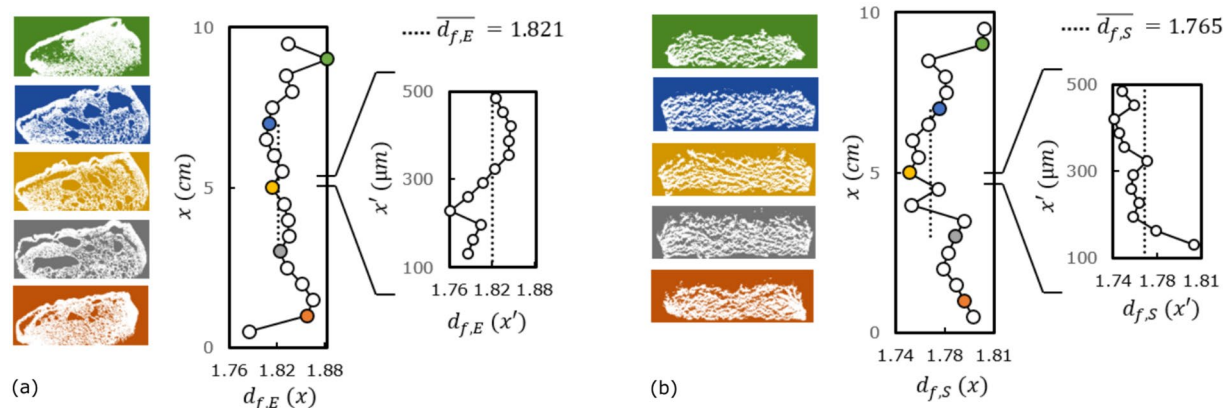 10
5
0
x (cm)
1.76 1.82 1.88
d_{f,E} (x)
\overline{d_{f,E}} = 1.821
500
300
100
x' (μm)
1.76 1.82 1.88
d_{f,E} (x')
(a)
10
5
0
x (cm)
1.74 1.78 1.81
d_{f,S} (x)
\overline{d_{f,S}} = 1.765
500
300
100
x' (μm)
1.74 1.78 1.81
d_{f,S} (x')
(b)